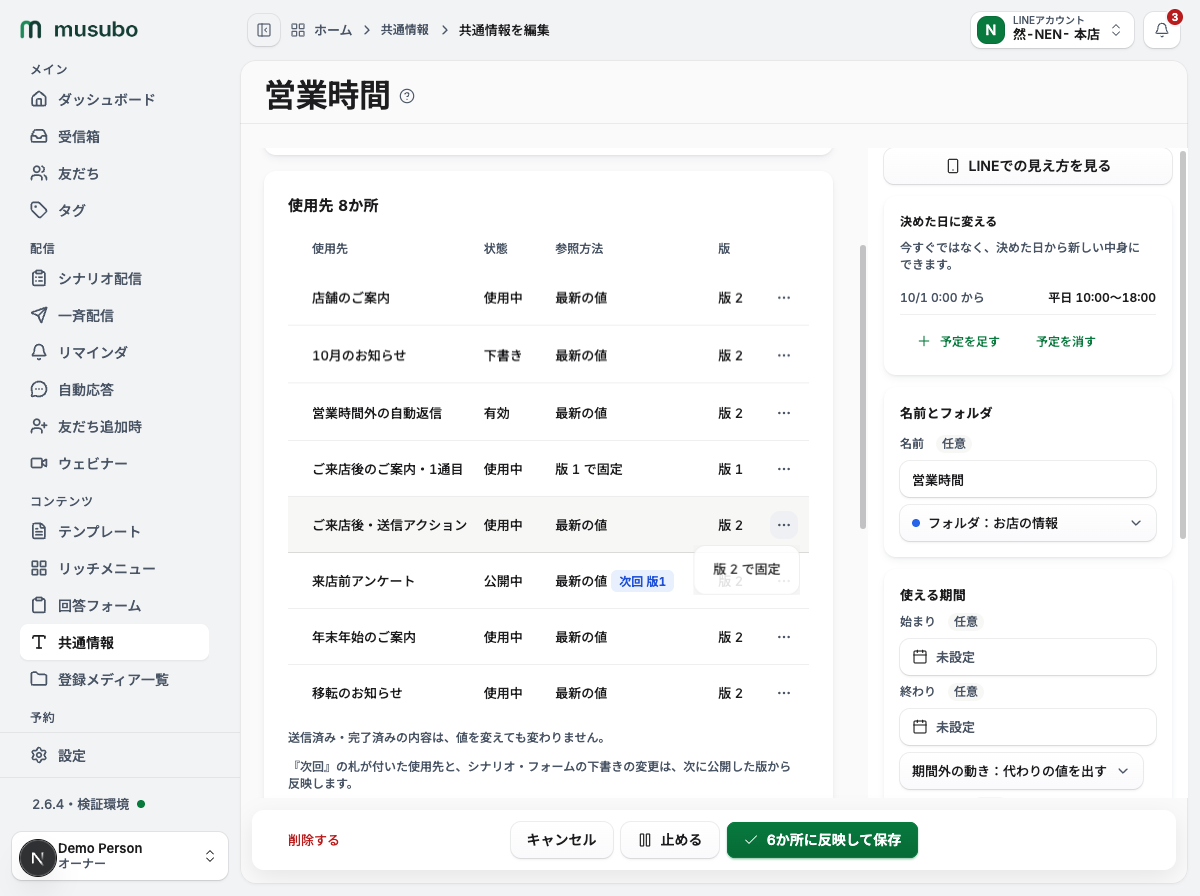 musubo
メイン
ダッシュボード
受信箱
友だち
タグ
配信
シナリオ配信
一斉配信
リマインダ
自動応答
友だち追加時
ウェビナー
コンテンツ
テンプレート
リッチメニュー
回答フォーム
共通情報
登録メディア一覧
予約
設定
2.6.4・検証環境
N
Demo Person
オーナー
ホーム
共通情報
共通情報を編集
N
LINEアカウント
然-NEN- 本店
3
営業時間
使用先 8か所
使用先 状態 参照方法 版
店舗のご案内 使用中 最新の値 版 2
10月のお知らせ 下書き 最新の値 版 2
営業時間外の自動返信 有効 最新の値 版 2
ご来店後のご案内・1通目 使用中 版 1 で固定 版 1
ご来店後・送信アクション 使用中 最新の値 版 2
版 2 で固定
来店前アンケート 公開中 最新の値 次回 版1 版 2
年末年始のご案内 使用中 最新の値 版 2
移転のお知らせ 使用中 最新の値 版 2
送信済み・完了済みの内容は、値を変えても変わりません。
『次回』の札が付いた使用先と、シナリオ・フォームの下書きの変更は、次に公開した版から
反映します。
LINEでの見え方を見る
決めた日に変える
今すぐではなく、決めた日から新しい中身に
できます。
10/1 0:00 から 平日 10:00〜18:00
予定を足す 予定を消す
名前とフォルダ
名前 任意
営業時間
フォルダ：お店の情報
使える期間
始まり 任意
未設定
終わり 任意
未設定
期間外の動き：代わりの値を出す
削除する
キャンセル
止める
6か所に反映して保存